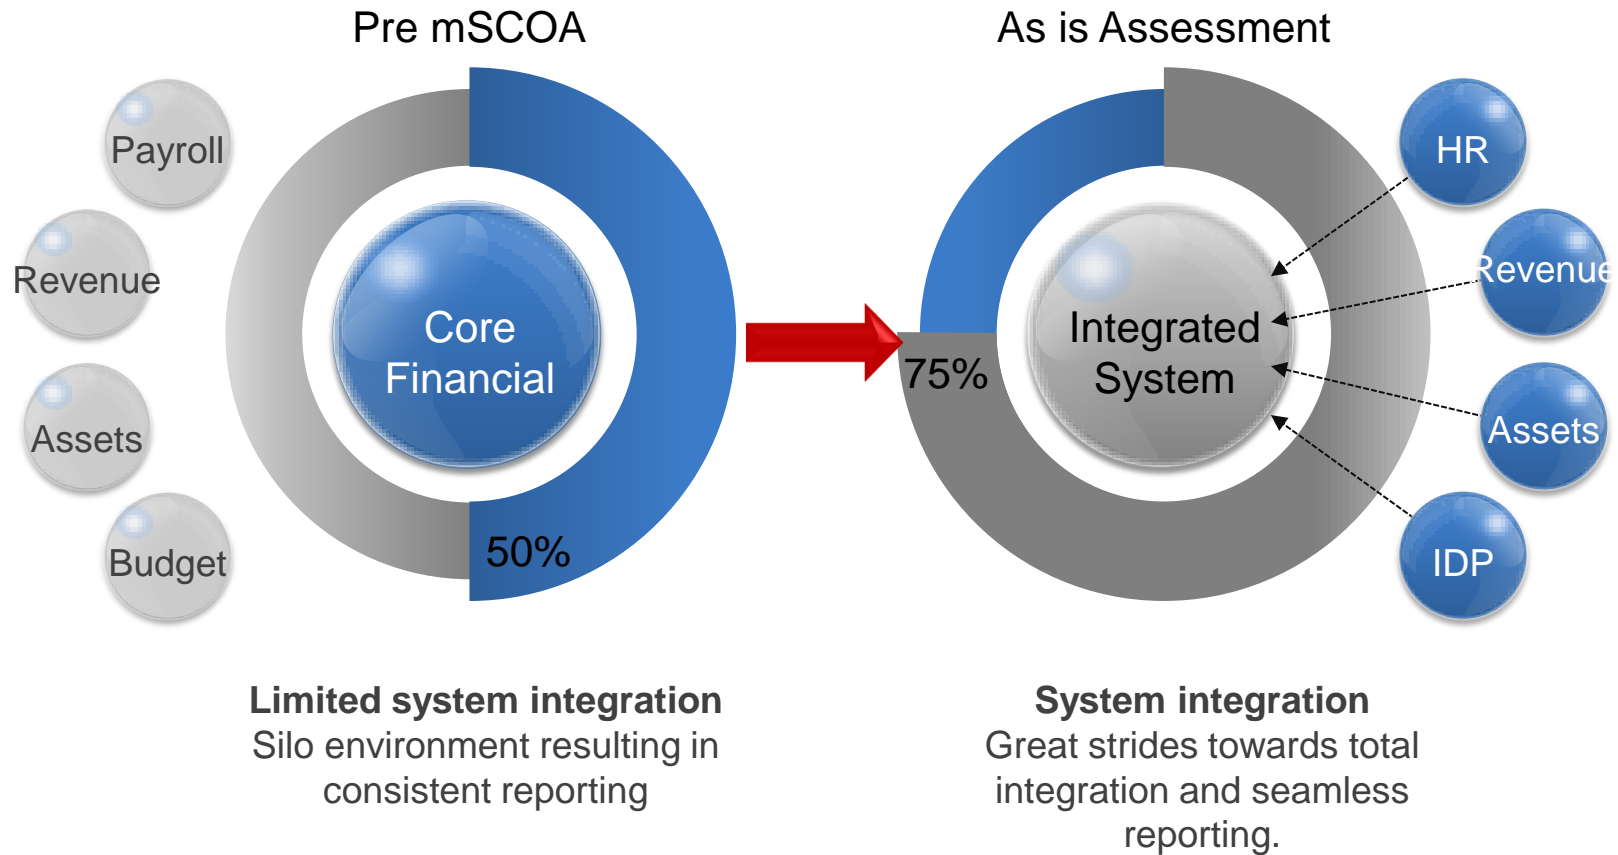 Pre mSCOA
Payroll
Revenue
Assets
Budget
Core
Financial
50%
Limited system integration
Silo environment resulting in
consistent reporting
As is Assessment
75%
Integrated
System
HR
Revenue
Assets
IDP
System integration
Great strides towards total
integration and seamless
reporting.